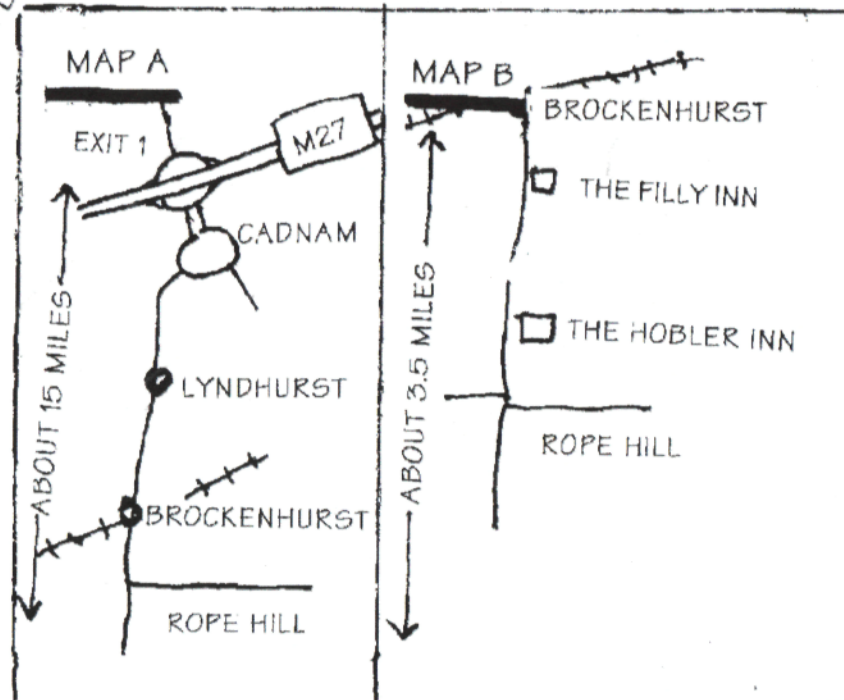 MAP A
EXIT 1
M27
CADNAM
ABOUT 15 MILES
LYNDHURST
BROCKENHURST
ROPE HILL
MAP B
BROCKENHURST
THE FILLY INN
ABOUT 3.5 MILES
THE HOBLER INN
ROPE HILL